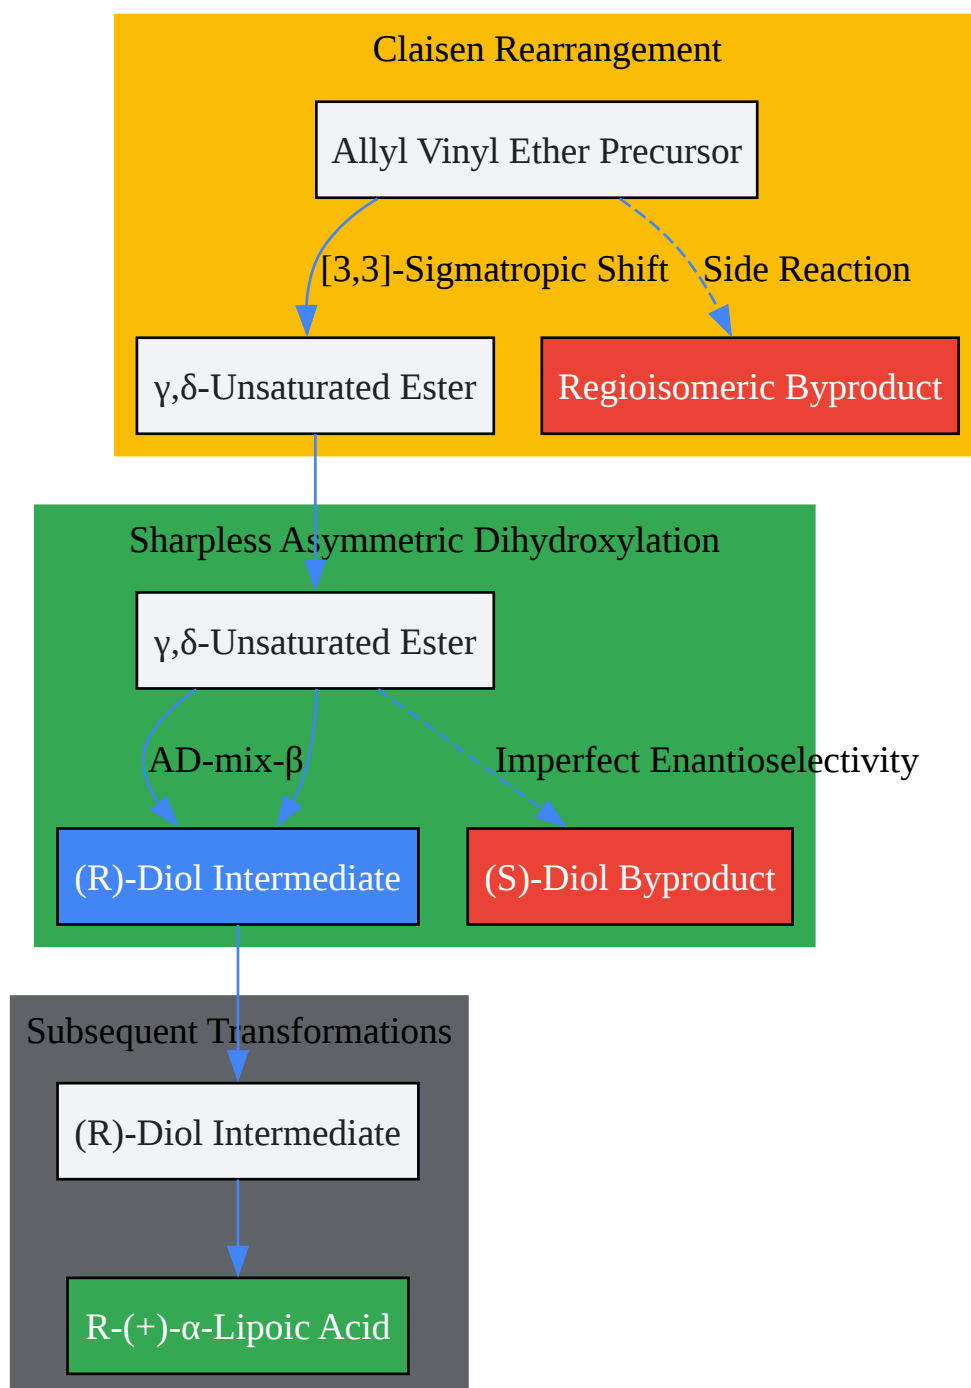 Claisen Rearrangement
Allyl Vinyl Ether Precursor
[3,3]-Sigmatropic Shift
Side Reaction
γ,δ-Unsaturated Ester
Regioisomeric Byproduct
Sharpless Asymmetric Dihydroxylation
γ,δ-Unsaturated Ester
AD-mix-β
Imperfect Enantioselectivity
(R)-Diol Intermediate
(S)-Diol Byproduct
Subsequent Transformations
(R)-Diol Intermediate
R-(+)-α-Lipoic Acid